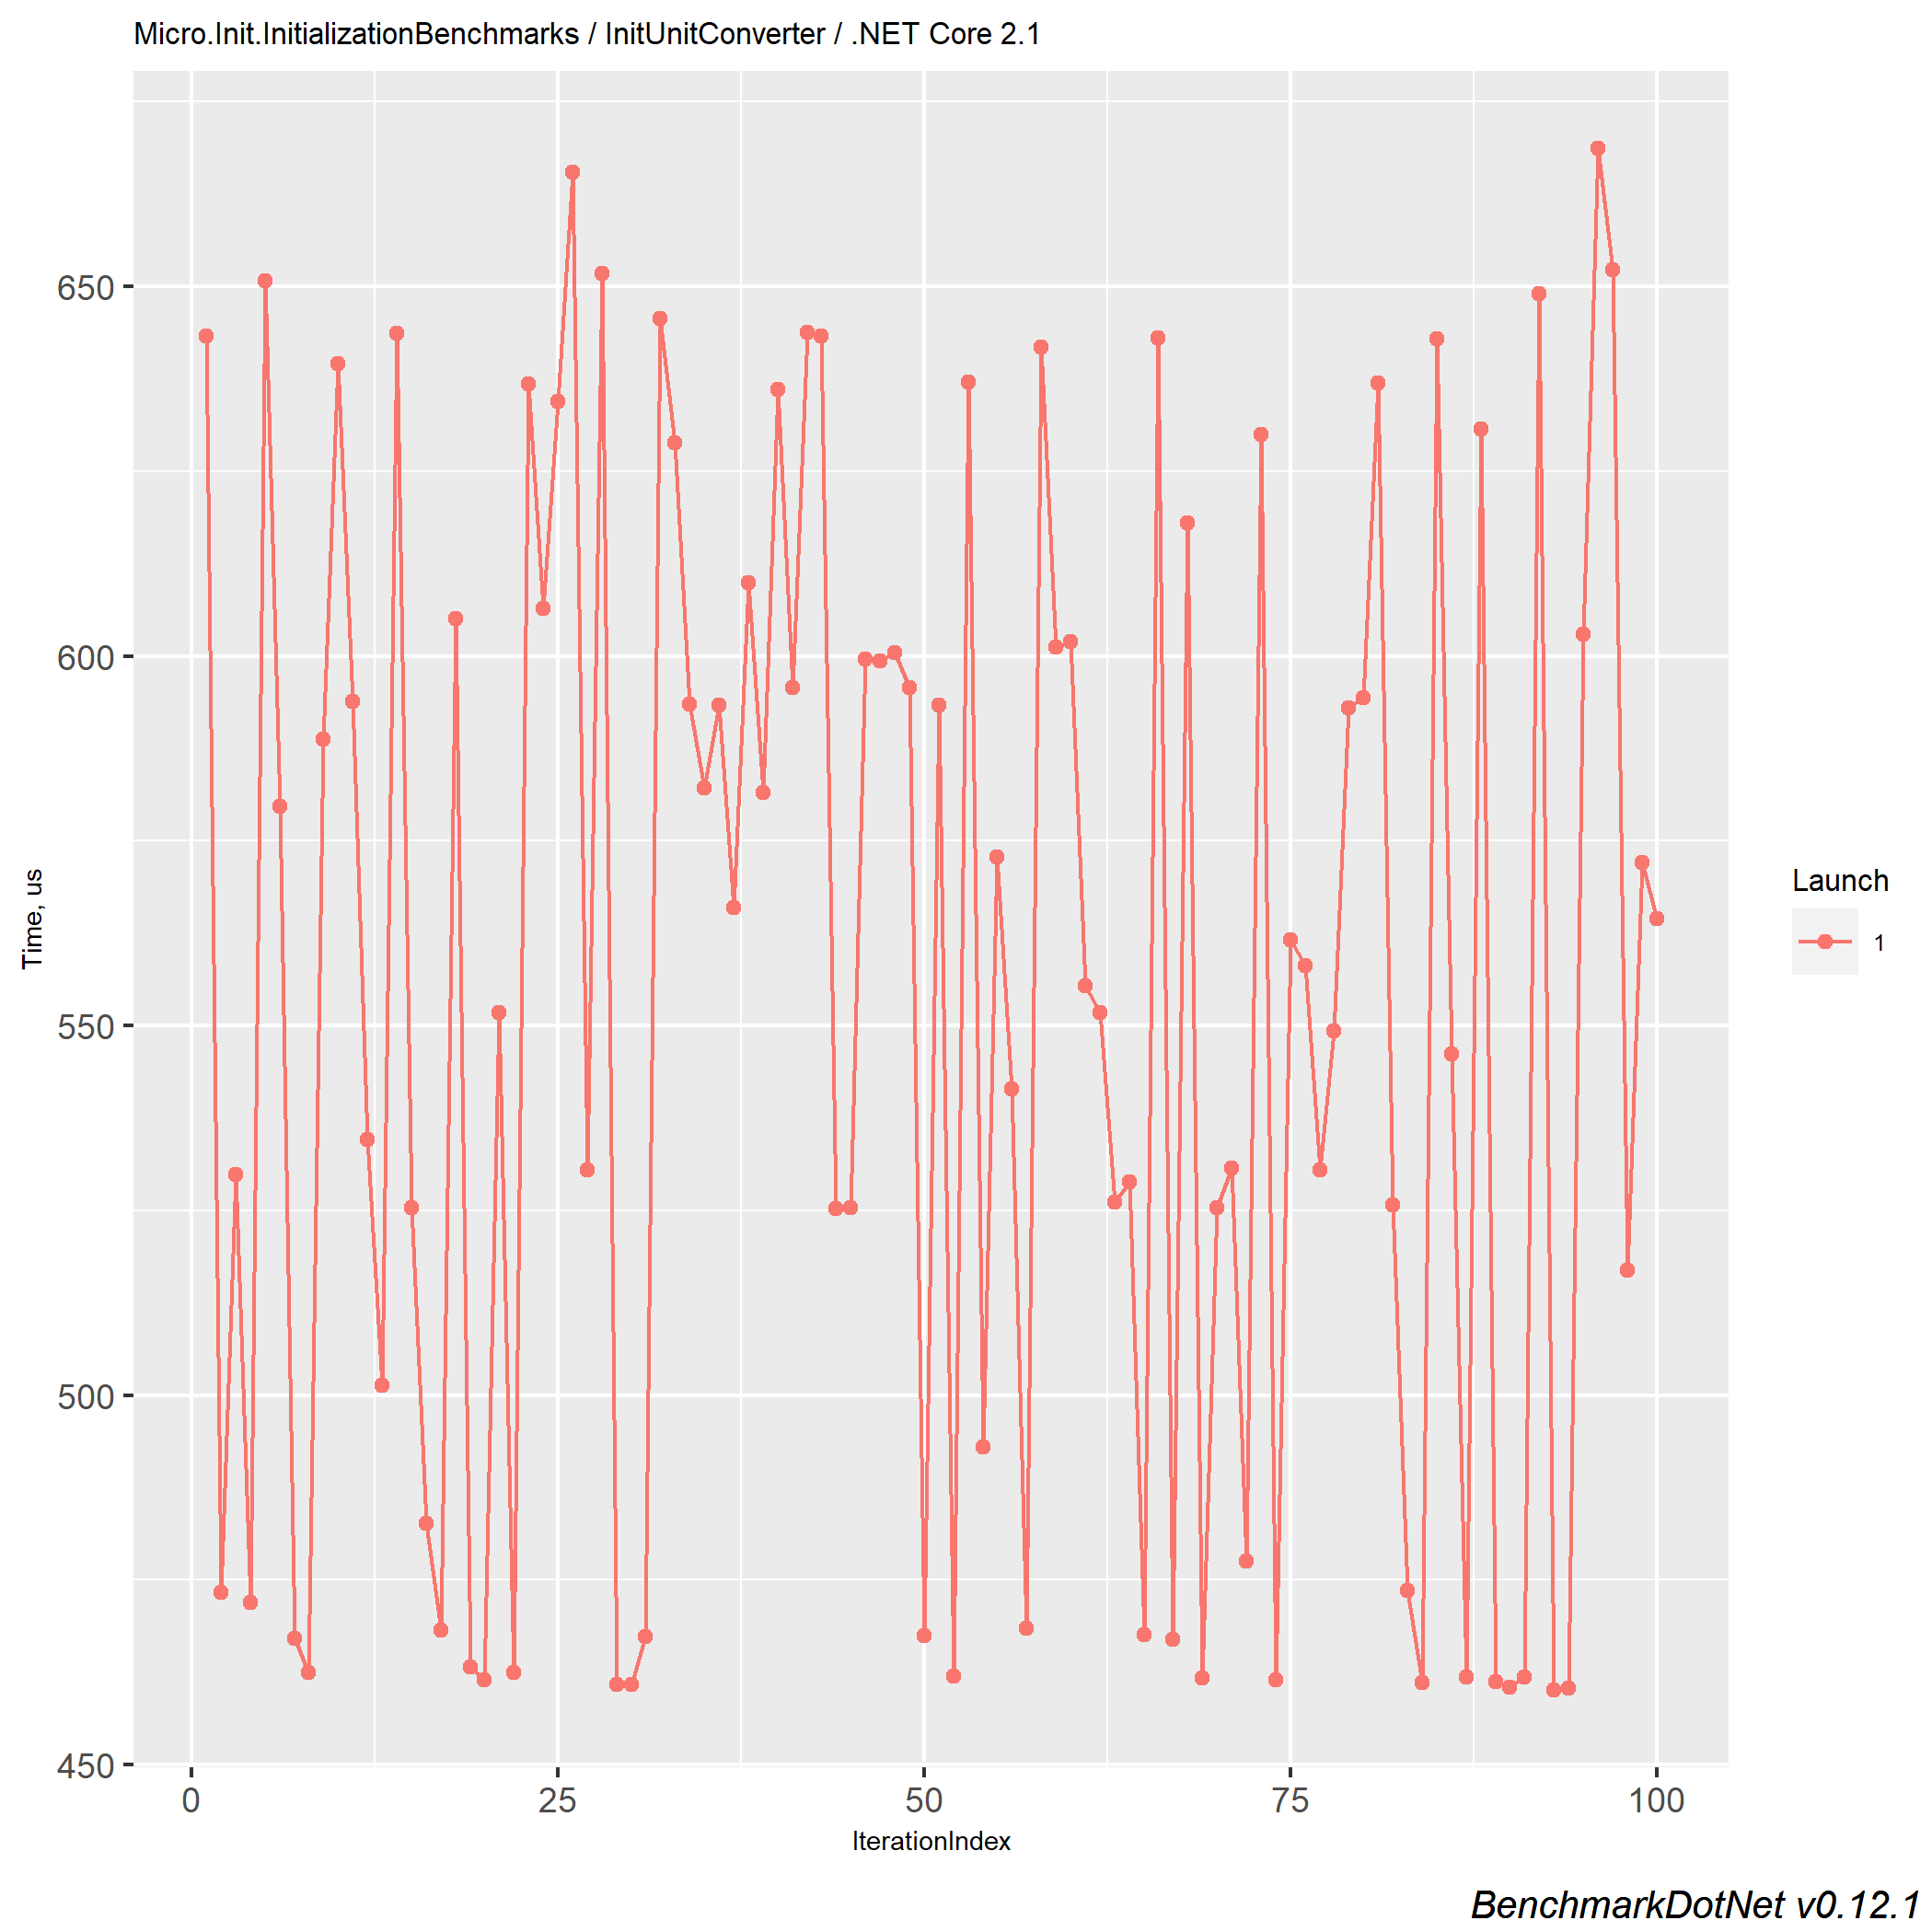 Micro.Init.InitializationBenchmarks / InitUnitConverter / .NET Core 2.1
650
600
550
500
450
Time, us
0 25 50 75 100
IterationIndex
Launch
1
BenchmarkDotNet v0.12.1